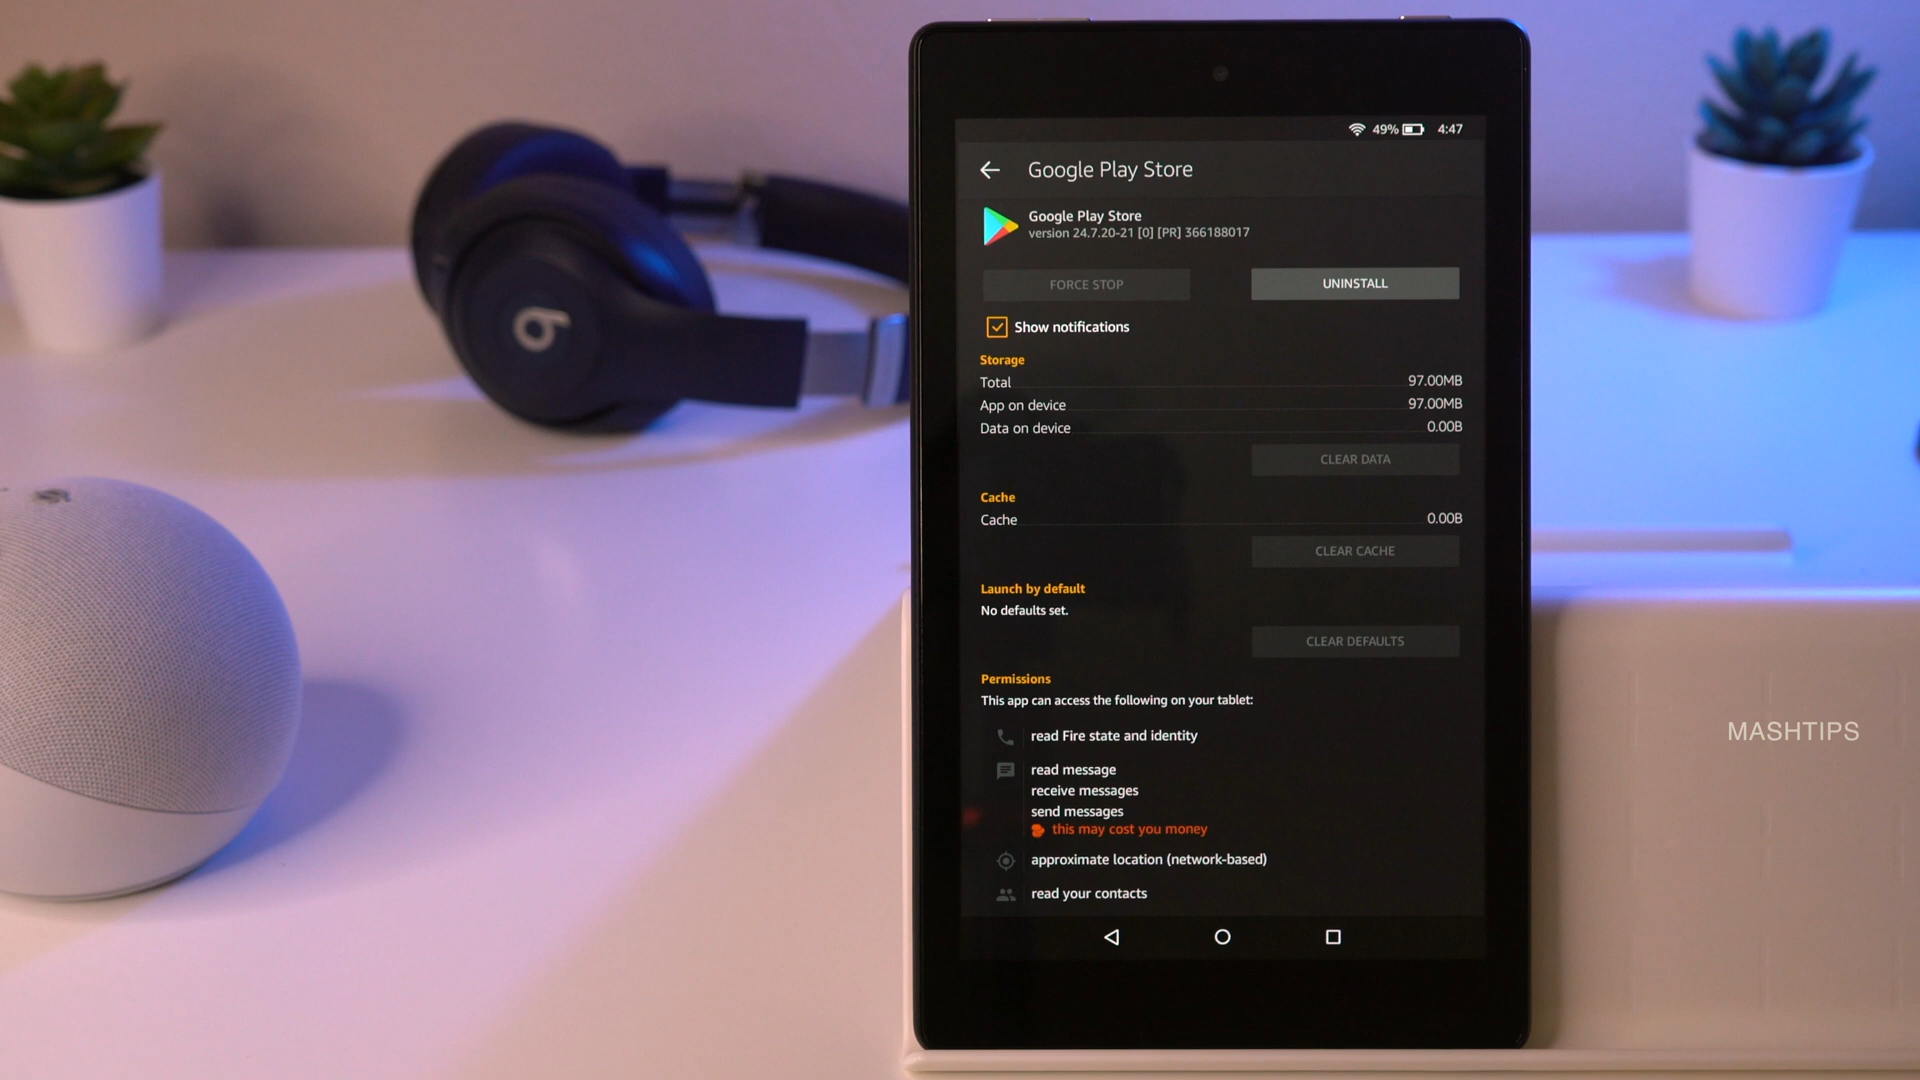 49% 4:47
Google Play Store
Google Play Store
version 24.7.20-21 [0] [PR] 366188017
FORCE STOP UNINSTALL
Show notifications
Storage
Total 97.00MB
App on device 97.00MB
Data on device 0.00B
CLEAR DATA
Cache
Cache 0.00B
CLEAR CACHE
Launch by default
No defaults set.
CLEAR DEFAULTS
Permissions
This app can access the following on your tablet:
read Fire state and identity
read message
receive messages
send messages
this may cost you money
approximate location (network-based)
read your contacts
MASHTIPS